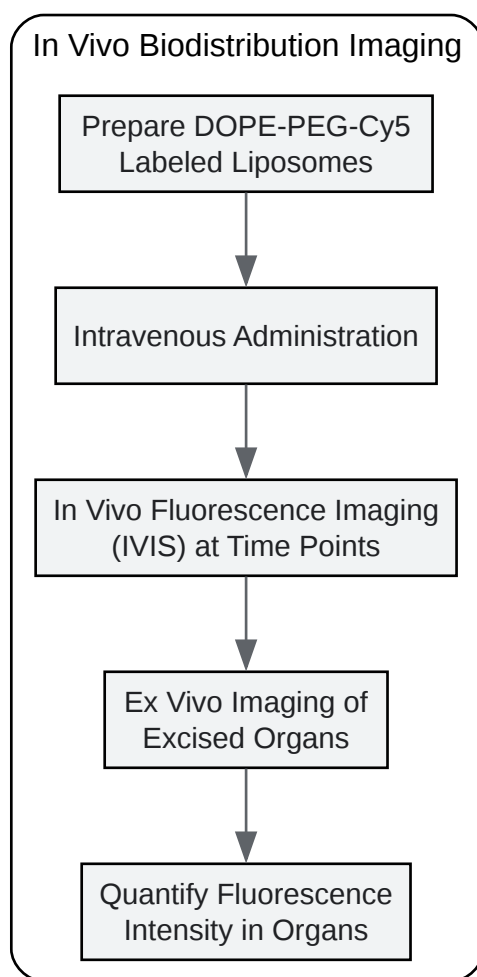 In Vivo Biodistribution Imaging
Prepare DOPE-PEG-Cy5
Labeled Liposomes
Intravenous Administration
In Vivo Fluorescence Imaging
(IVIS) at Time Points
Ex Vivo Imaging of
Excised Organs
Quantify Fluorescence
Intensity in Organs